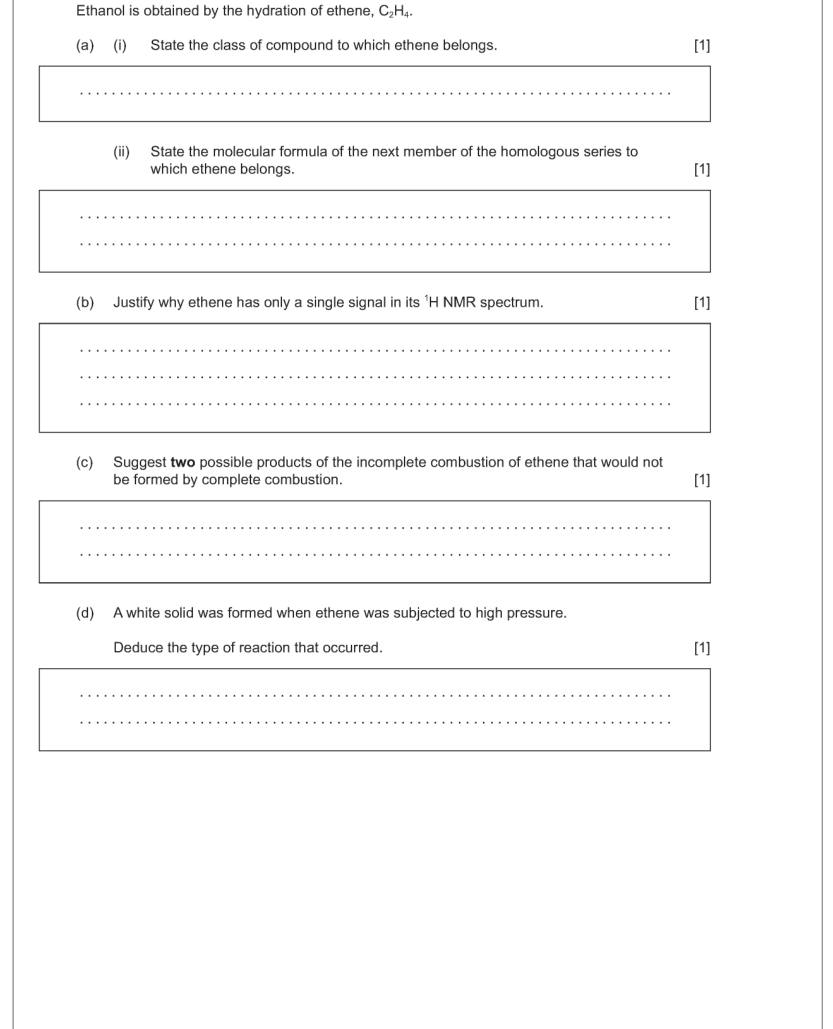 Ethanol is obtained by the hydration of ethene, C₂H₄.
(a) (i) State the class of compound to which ethene belongs. [1]
(ii) State the molecular formula of the next member of the homologous series to
which ethene belongs. [1]
(b) Justify why ethene has only a single signal in its ¹H NMR spectrum. [1]
(c) Suggest two possible products of the incomplete combustion of ethene that would not
be formed by complete combustion. [1]
(d) A white solid was formed when ethene was subjected to high pressure.
Deduce the type of reaction that occurred. [1]